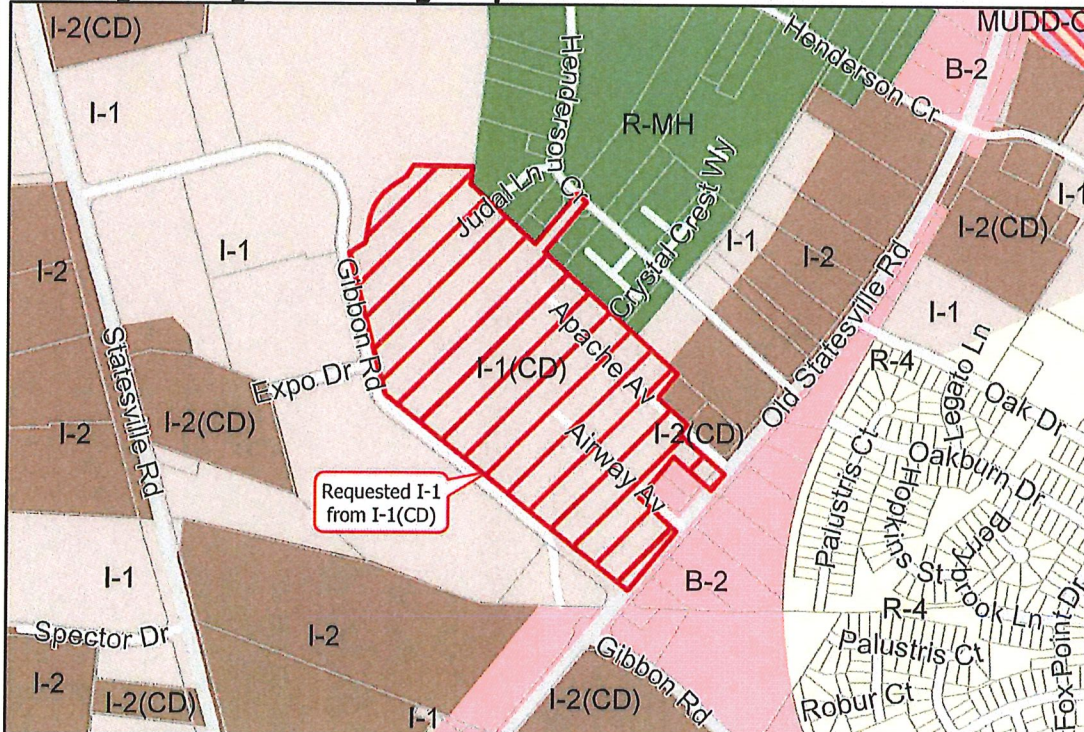 I-2(CD)
MUDD-O
Henderson Cr
B-2
I-1
Henderson Cr
R-MH
Judal Ln
Crystal Crest Wy
I-1
I-2
I-2(CD)
I-1
I-1
I-2
Gibbon Rd
Apache Av
I-1(CD)
Old Statesville Rd
I-1
R-4
Legato Ln
Oak Dr
Statesville Rd
Expo Dr
I-2(CD)
I-2
Airway Av
I-2(CD)
Oakburn Dr
Palustris Ct
Hopkins St
Berrybrook Ln
Requested I-1
from I-1(CD)
I-1
B-2
R-4
Spector Dr
I-2
Gibbon Rd
Palustris Ct
Fox Point Dr
I-2
I-2(CD)
I-1
I-2(CD)
Robur Ct